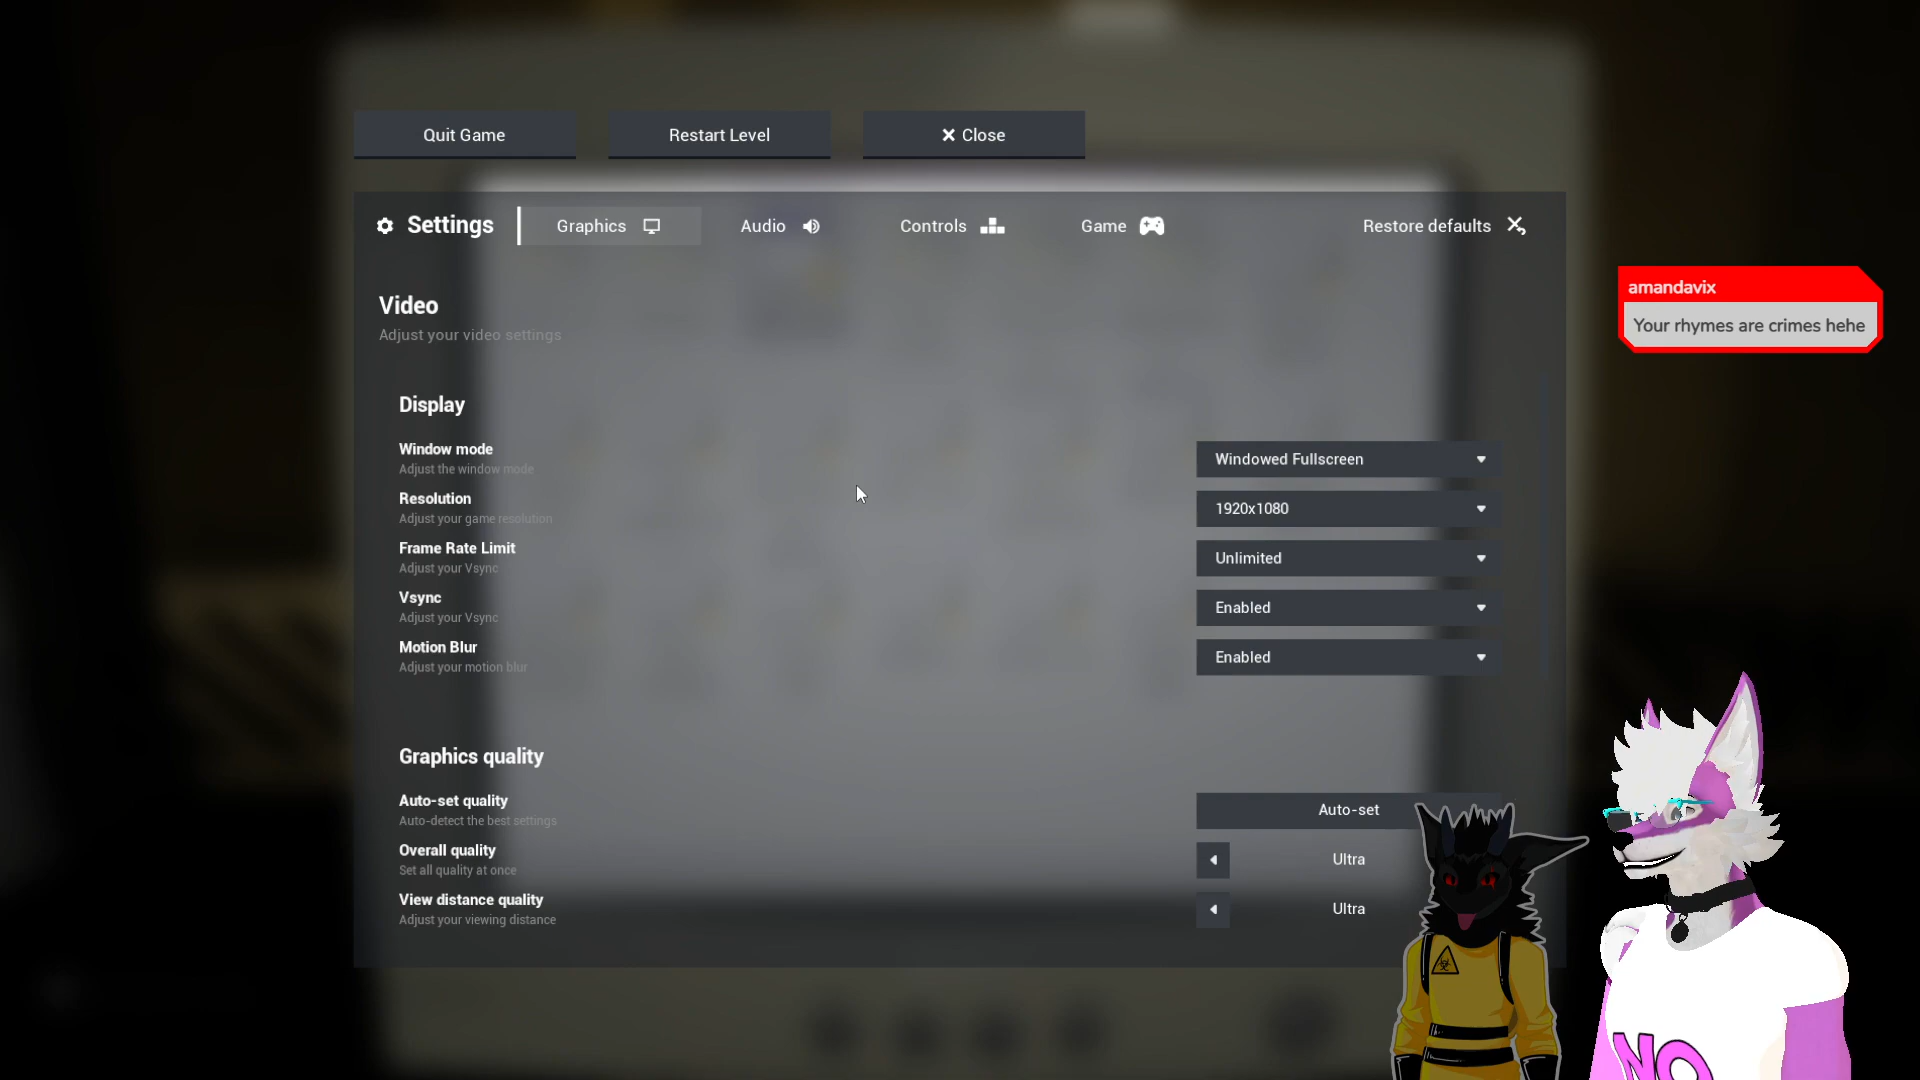 Quit Game
Restart Level
Close
Settings
Graphics
Audio
Controls
Game
Restore defaults
amandavix
Your rhymes are crimes hehe
Video
Adjust your video settings
Display
Window mode
Adjust the window mode
Windowed Fullscreen
Resolution
Adjust your game resolution
1920x1080
Frame Rate Limit
Adjust your Vsync
Unlimited
Vsync
Adjust your Vsync
Enabled
Motion Blur
Adjust your motion blur
Enabled
Graphics quality
Auto-set quality
Auto-detect the best settings
Auto-set
Overall quality
Set all quality at once
Ultra
View distance quality
Adjust your viewing distance
Ultra
NO